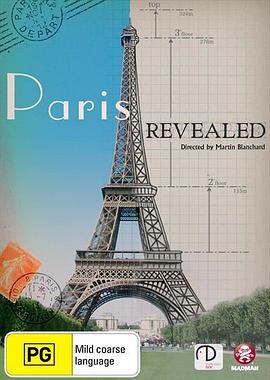 PARIS
DEPART
top
324m
3e floor
276m
Paris
REVEALED
Directed by Martin Blanchard
2e floor
115m
PG
Mild coarse
language
MADMAN